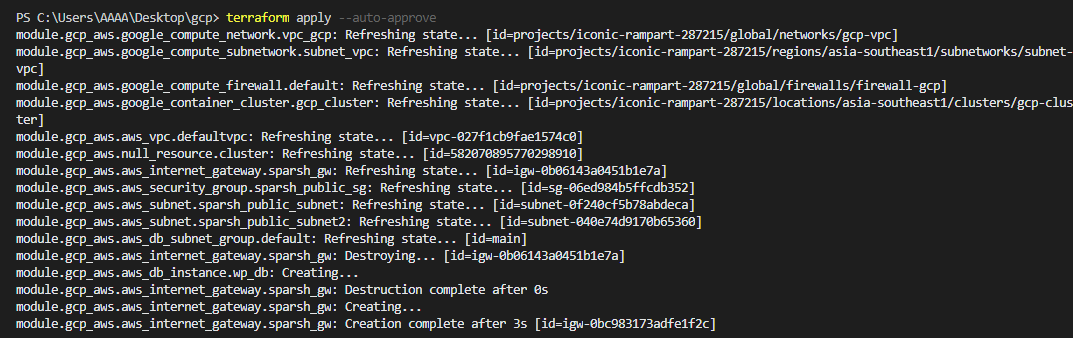 PS C:\Users\AAAA\Desktop\gcp> terraform apply --auto-approve
module.gcp_aws.google_compute_network.vpc_gcp: Refreshing state... [id=projects/iconic-rampart-287215/global/networks/gcp-vpc]
module.gcp_aws.google_compute_subnetwork.subnet_vpc: Refreshing state... [id=projects/iconic-rampart-287215/regions/asia-southeast1/subnetworks/subnet-
vpc]
module.gcp_aws.google_compute_firewall.default: Refreshing state... [id=projects/iconic-rampart-287215/global/firewalls/firewall-gcp]
module.gcp_aws.google_container_cluster.gcp_cluster: Refreshing state... [id=projects/iconic-rampart-287215/locations/asia-southeast1/clusters/gcp-clus
ter]
module.gcp_aws.aws_vpc.defaultvpc: Refreshing state... [id=vpc-027f1cb9fae1574c0]
module.gcp_aws.null_resource.cluster: Refreshing state... [id=582070895770298910]
module.gcp_aws.aws_internet_gateway.sparsh_gw: Refreshing state... [id=igw-0b06143a0451b1e7a]
module.gcp_aws.aws_security_group.sparsh_public_sg: Refreshing state... [id=sg-06ed984b5ffcdb352]
module.gcp_aws.aws_subnet.sparsh_public_subnet: Refreshing state... [id=subnet-0f240cf5b78abdeca]
module.gcp_aws.aws_subnet.sparsh_public_subnet2: Refreshing state... [id=subnet-040e74d9170b65360]
module.gcp_aws.aws_db_subnet_group.default: Refreshing state... [id=main]
module.gcp_aws.aws_internet_gateway.sparsh_gw: Destroying... [id=igw-0b06143a0451b1e7a]
module.gcp_aws.aws_db_instance.wp_db: Creating...
module.gcp_aws.aws_internet_gateway.sparsh_gw: Destruction complete after 0s
module.gcp_aws.aws_internet_gateway.sparsh_gw: Creating...
module.gcp_aws.aws_internet_gateway.sparsh_gw: Creation complete after 3s [id=igw-0bc983173adfe1f2c]